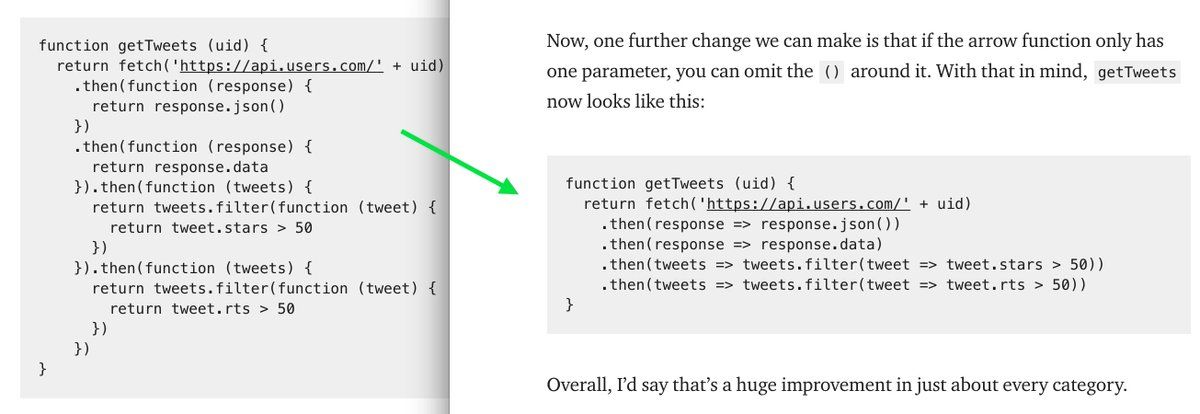 function getTweets (uid) {
  return fetch('https://api.users.com/' + uid)
    .then(function (response) {
      return response.json()
    })
    .then(function (response) {
      return response.data
    }).then(function (tweets) {
      return tweets.filter(function (tweet) {
        return tweet.stars > 50
      })
    }).then(function (tweets) {
      return tweets.filter(function (tweet) {
        return tweet.rts > 50
      })
    })
}
Now, one further change we can make is that if the arrow function only has
one parameter, you can omit the () around it. With that in mind, getTweets
now looks like this:
function getTweets (uid) {
  return fetch('https://api.users.com/' + uid)
    .then(response => response.json())
    .then(response => response.data)
    .then(tweets => tweets.filter(tweet => tweet.stars > 50))
    .then(tweets => tweets.filter(tweet => tweet.rts > 50))
}
Overall, I’d say that’s a huge improvement in just about every category.